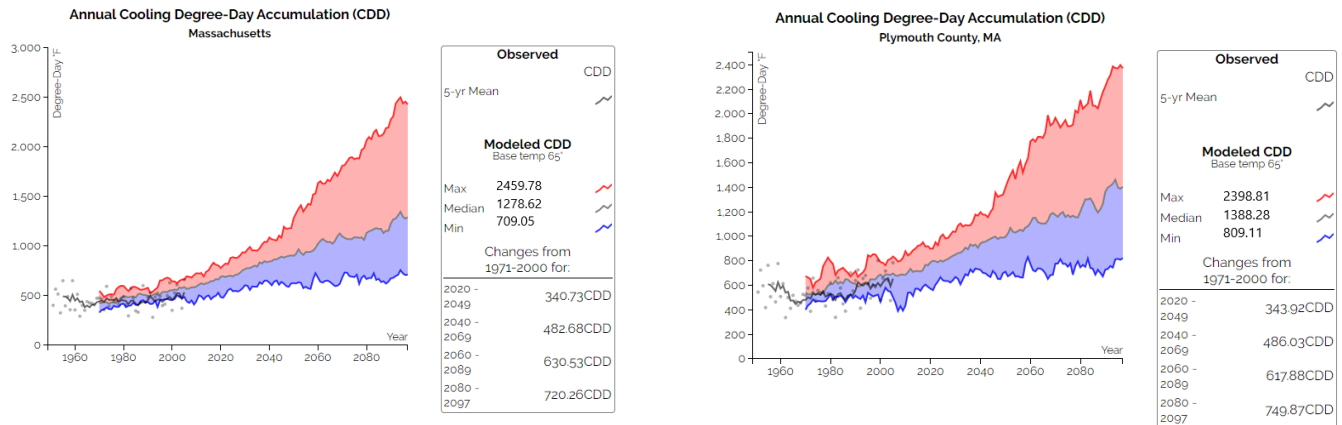 Annual Cooling Degree-Day Accumulation (CDD)
Massachusetts
3,000
2,500
2,000
1,500
1,000
500
0
Degree-Day °F
1960
1980
2000
2020
2040
2060
2080
Year
Observed
CDD
5-yr Mean
Modeled CDD
Base temp 65°
Max 2459.78
Median 1278.62
Min 709.05
Changes from
1971-2000 for:
2020 -
2049
340.73CDD
2040 -
2069
482.68CDD
2060 -
2089
630.53CDD
2080 -
2097
720.26CDD
Annual Cooling Degree-Day Accumulation (CDD)
Plymouth County, MA
2,400
2,200
2,000
1,800
1,600
1,400
1,200
1,000
800
600
400
200
0
Degree-Day °F
1960
1980
2000
2020
2040
2060
2080
Year
Observed
CDD
5-yr Mean
Modeled CDD
Base temp 65°
Max 2398.81
Median 1388.28
Min 809.11
Changes from
1971-2000 for:
2020 -
2049
343.92CDD
2040 -
2069
486.03CDD
2060 -
2089
617.88CDD
2080 -
2097
749.87CDD